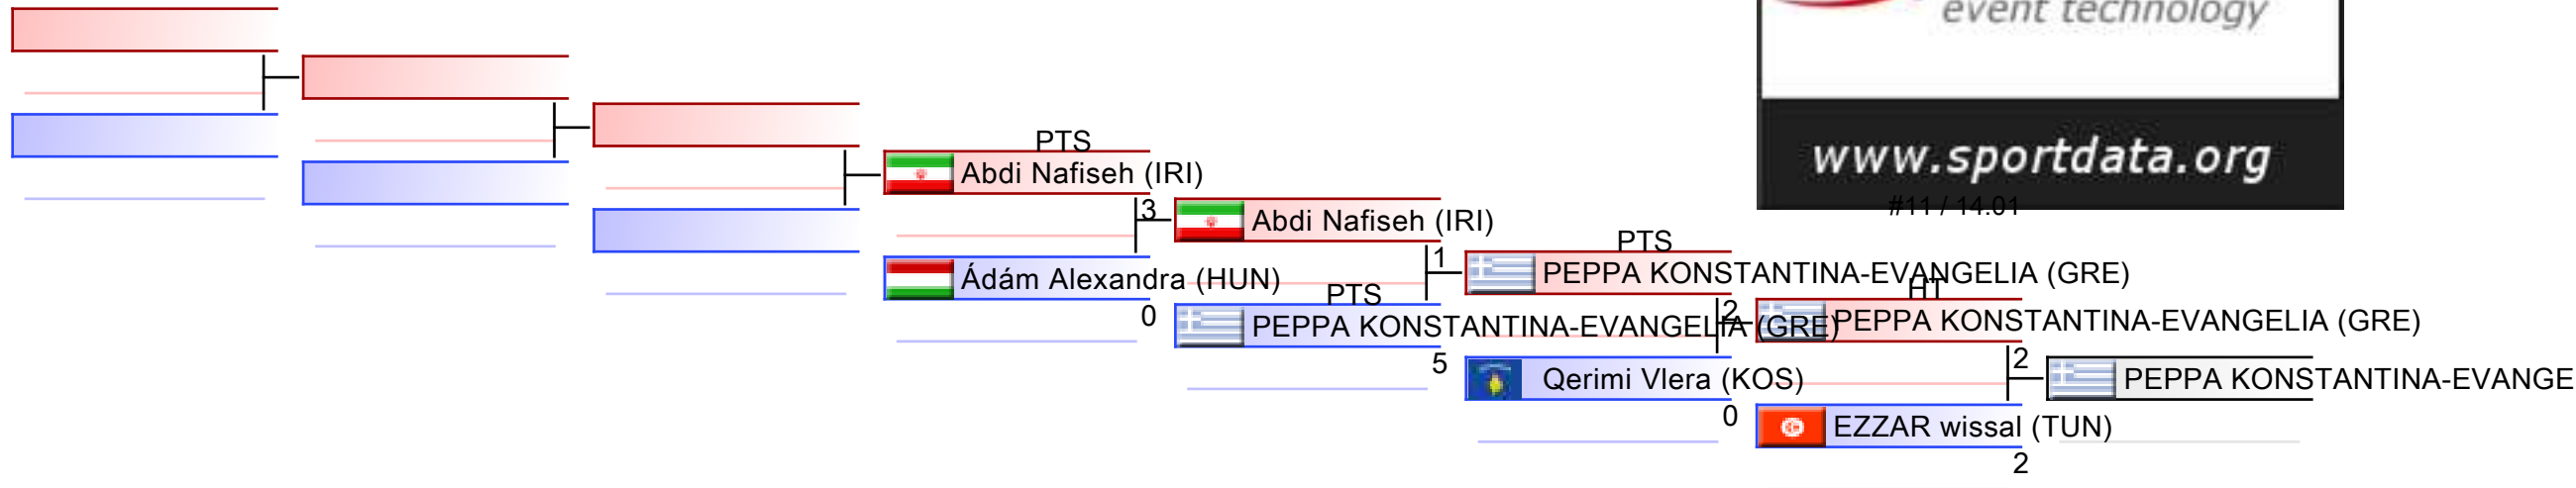 event technology
www.sportdata.org
#11 / 14.01
PTS
Abdi Nafiseh (IRI)
3
Ádám Alexandra (HUN)
0
Abdi Nafiseh (IRI)
1
PTS
PEPPA KONSTANTINA-EVANGELIA (GRE)
5
PTS
PEPPA KONSTANTINA-EVANGELIA (GRE)
2
Qerimi Vlera (KOS)
0
HT
PEPPA KONSTANTINA-EVANGELIA (GRE)
2
EZZAR wissal (TUN)
2
PEPPA KONSTANTINA-EVANGE